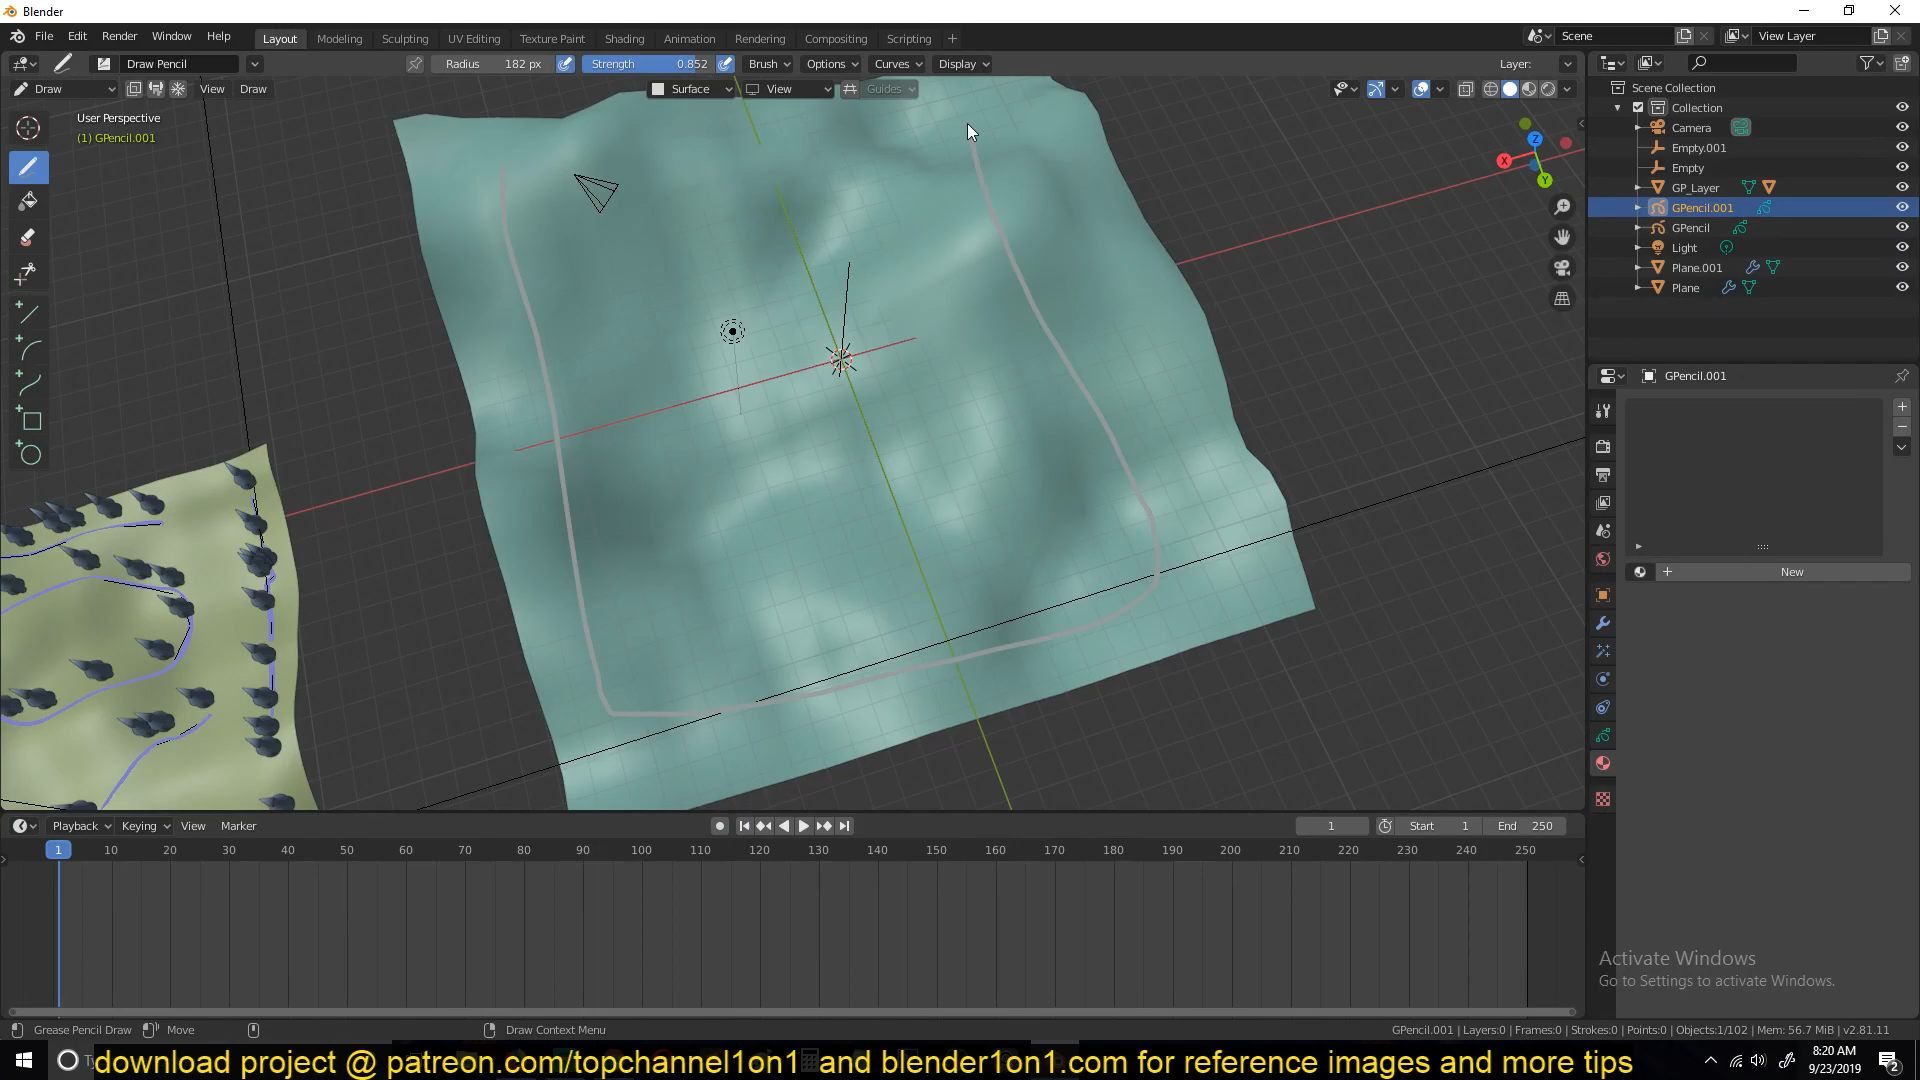 Blender
File Edit Render Window Help
Layout Modeling Sculpting UV Editing Texture Paint Shading Animation Rendering Compositing Scripting +
Scene View Layer
Draw Pencil Radius 182 px Strength 0.852 Brush Options Curves Display Layer:
Draw View Draw Surface View Guides
User Perspective
(1) GPencil.001
X Y Z
Scene Collection
Collection
Camera
Empty.001
Empty
GP_Layer
GPencil.001
GPencil
Light
Plane.001
Plane
GPencil.001
New
Playback Keying View Marker 1 Start 1 End 250
1 10 20 30 40 50 60 70 80 90 100 110 120 130 140 150 160 170 180 190 200 210 220 230 240 250
Activate Windows
Go to Settings to activate Windows.
Grease Pencil Draw Move Draw Context Menu GPencil.001 | Layers:0 | Frames:0 | Strokes:0 | Points:0 | Objects:1/102 | Mem: 56.7 MiB | v2.81.11
download project @ patreon.com/topchannel1on1 and blender1on1.com for reference images and more tips
8:20 AM
9/23/2019
2